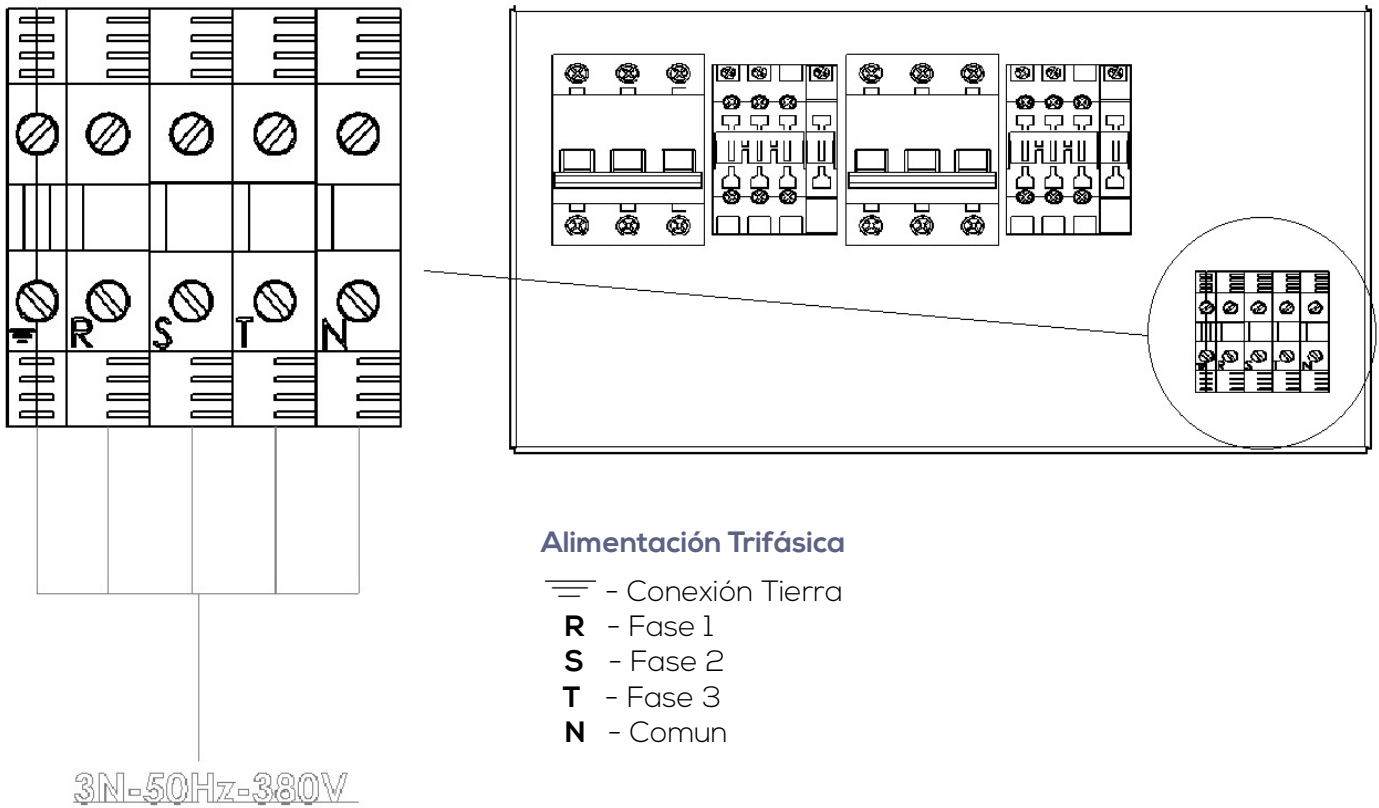 R S T N
3N-50Hz-380V
R S T N
Alimentación Trifásica
- Conexión Tierra
R - Fase 1
S - Fase 2
T - Fase 3
N - Comun